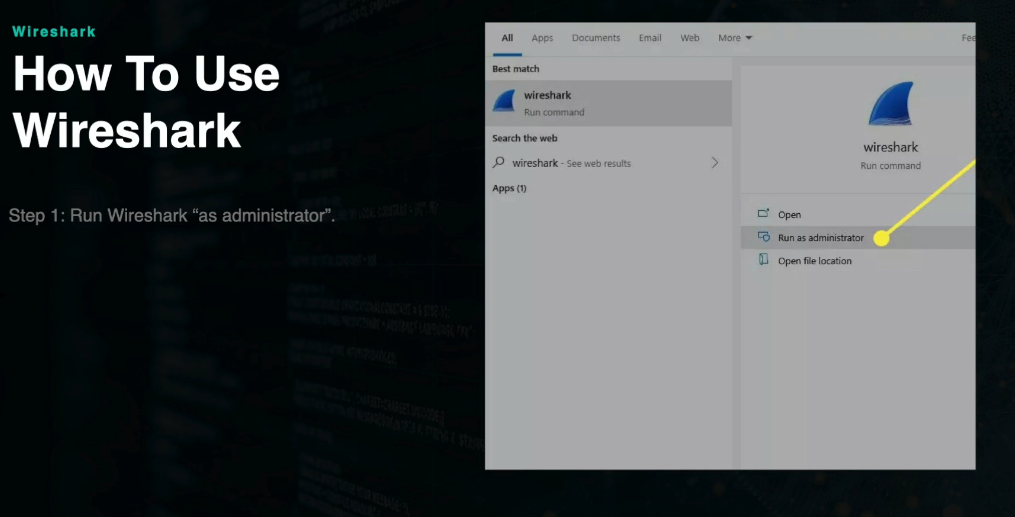 Wireshark
How To Use
Wireshark
Step 1: Run Wireshark “as administrator”.
All Apps Documents Email Web More Fee
Best match
wireshark
Run command
Search the web
wireshark - See web results
Apps (1)
wireshark
Run command
Open
Run as administrator
Open file location